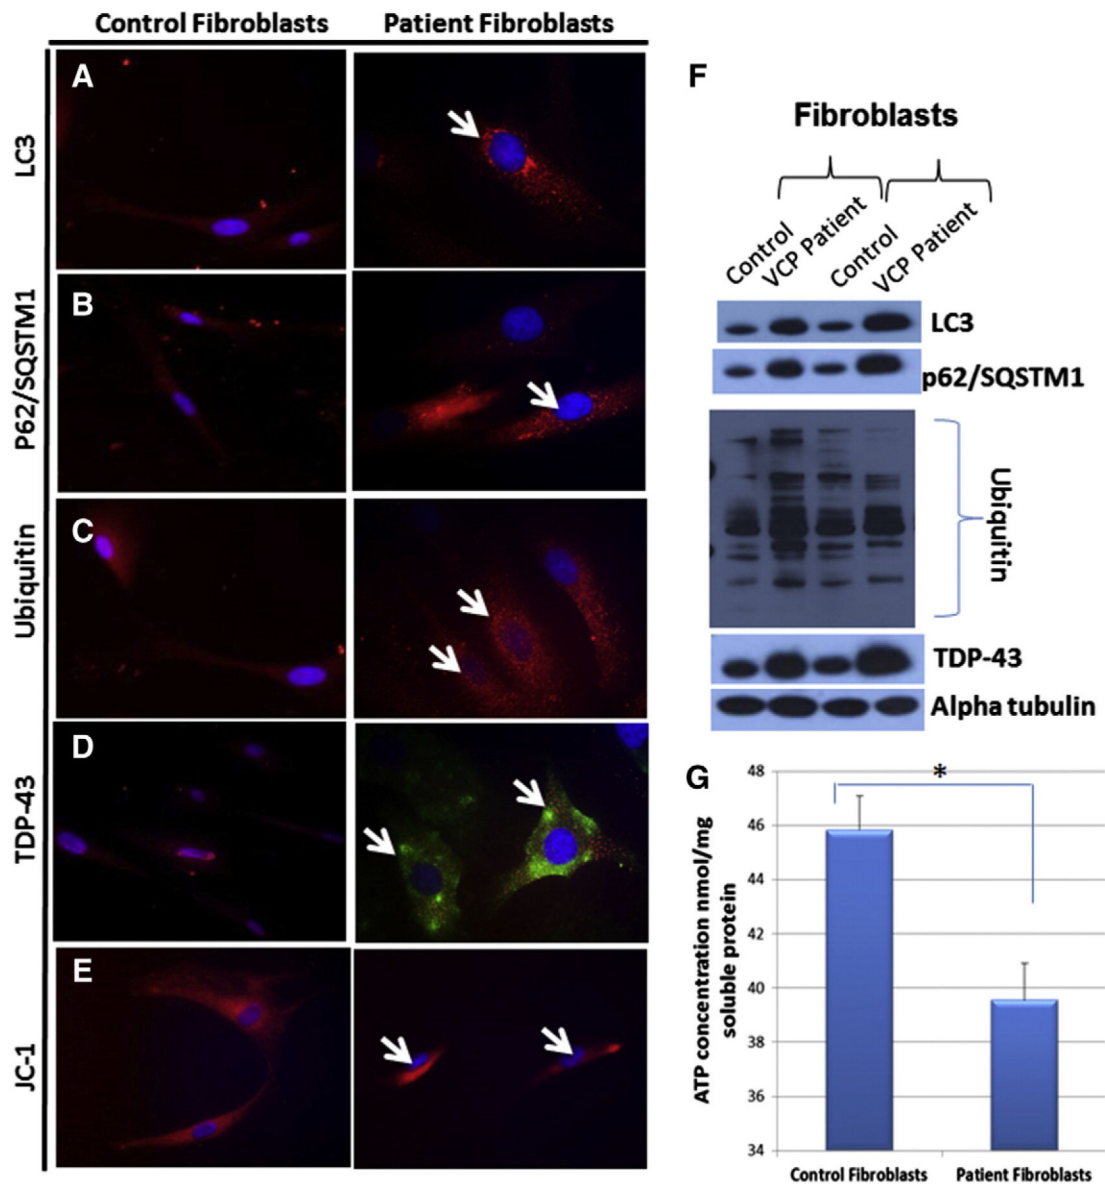 Control Fibroblasts
Patient Fibroblasts
LC3
A
P62/SQSTM1
B
Ubiquitin
C
TDP-43
D
JC-1
E
F
Fibroblasts
Control
VCP Patient
Control
VCP Patient
LC3
p62/SQSTM1
Ubiquitin
TDP-43
Alpha tubulin
G
ATP concentration nmol/mg
soluble protein
48
46
44
42
40
38
36
34
*
Control Fibroblasts
Patient Fibroblasts